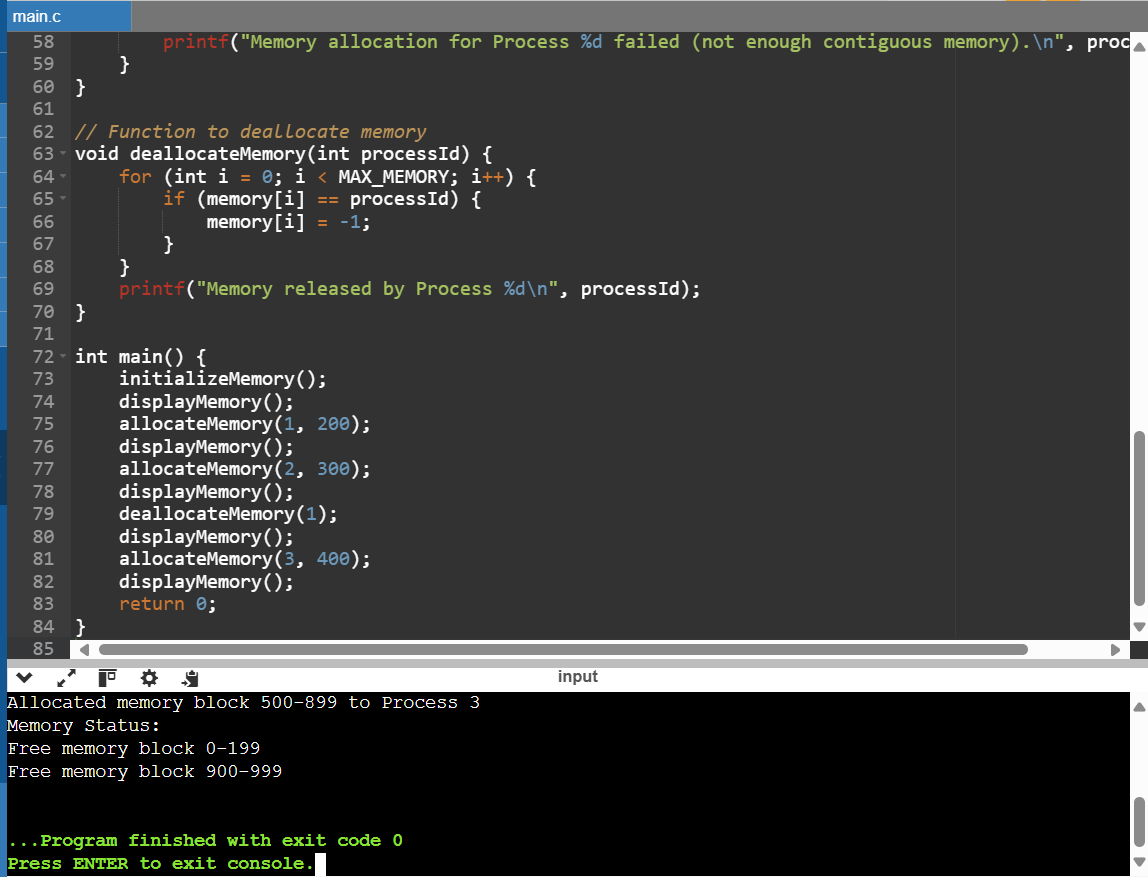 main.c
58 printf("Memory allocation for Process %d failed (not enough contiguous memory).\n", proc
59 }
60 }
61
62 // Function to deallocate memory
63 void deallocateMemory(int processId) {
64 for (int i = 0; i < MAX_MEMORY; i++) {
65 if (memory[i] == processId) {
66 memory[i] = -1;
67 }
68 }
69 printf("Memory released by Process %d\n", processId);
70 }
71
72 int main() {
73 initializeMemory();
74 displayMemory();
75 allocateMemory(1, 200);
76 displayMemory();
77 allocateMemory(2, 300);
78 displayMemory();
79 deallocateMemory(1);
80 displayMemory();
81 allocateMemory(3, 400);
82 displayMemory();
83 return 0;
84 }
85
input
Allocated memory block 500-899 to Process 3
Memory Status:
Free memory block 0-199
Free memory block 900-999
...Program finished with exit code 0
Press ENTER to exit console.